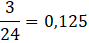 3/24 = 0,125